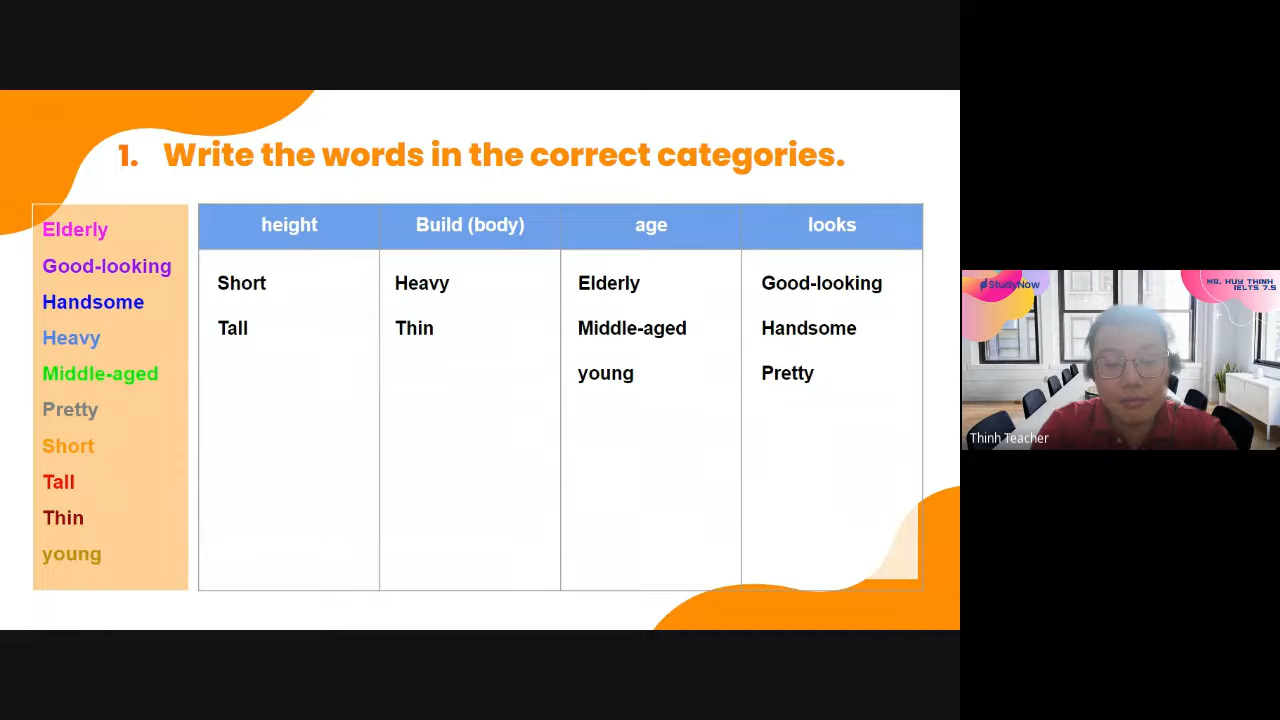 1. Write the words in the correct categories.
Elderly
Good-looking
Handsome
Heavy
Middle-aged
Pretty
Short
Tall
Thin
young
height Build (body) age looks
Short Heavy Elderly Good-looking
Tall Thin Middle-aged Handsome
young Pretty
StudyNow
MR. HUY THINH
IELTS 7.5
Thinh Teacher